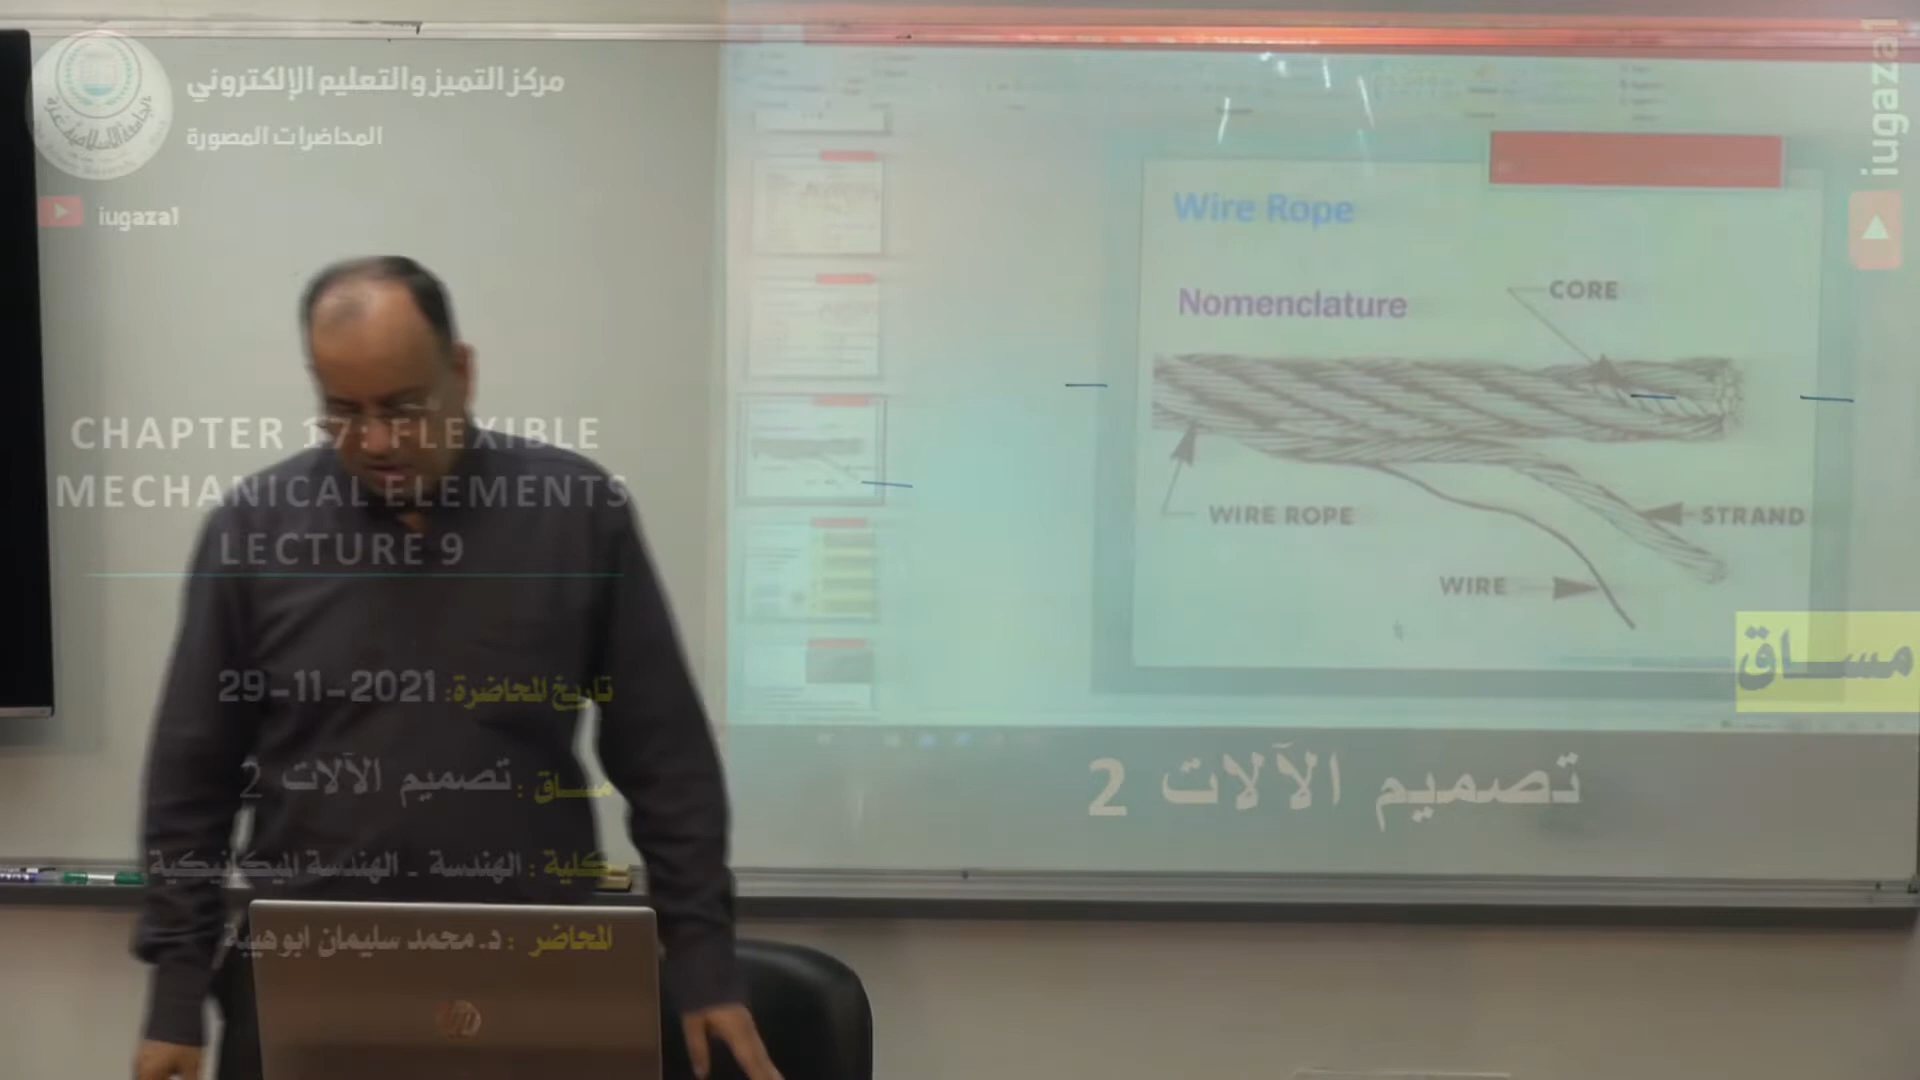 مركز التميز والتعليم الإلكتروني
المحاضرات المصورة
iugaza1
CHAPTER 17: FLEXIBLE
MECHANICAL ELEMENTS
LECTURE 9
تاريخ المحاضرة: 29-11-2021
مساق : تصميم الآلات 2
كلية : الهندسة - الهندسة الميكانيكية
المحاضر : د. محمد سليمان ابوهيبة
hp
Wire Rope
Nomenclature
CORE
WIRE ROPE
STRAND
WIRE
iugaza1
مساق
تصميم الآلات 2